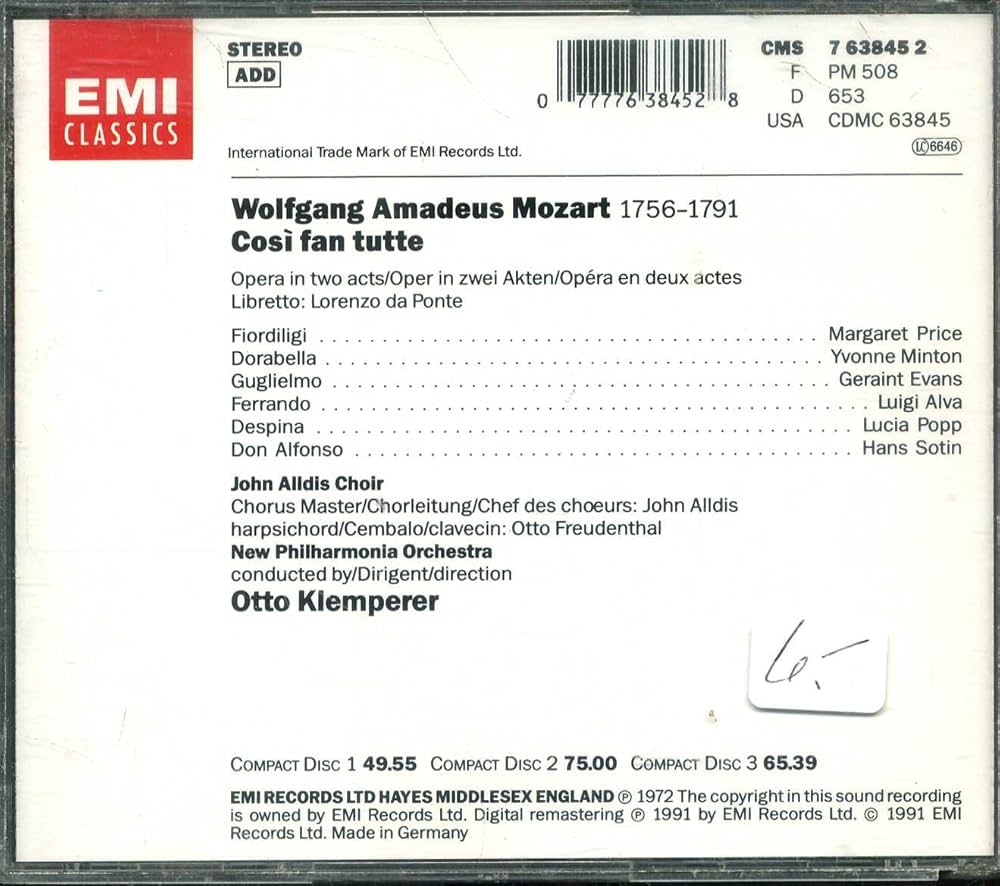 EMI
CLASSICS
STEREO
ADD
International Trade Mark of EMI Records Ltd.
0 77776 38452 8
CMS 7 63845 2
F PM 508
D 653
USA CDMC 63845
LC 6646
Wolfgang Amadeus Mozart 1756–1791
Così fan tutte
Opera in two acts/Oper in zwei Akten/Opéra en deux actes
Libretto: Lorenzo da Ponte
Fiordiligi . . . . . . . . . . Margaret Price
Dorabella . . . . . . . . . . Yvonne Minton
Guglielmo . . . . . . . . . . Geraint Evans
Ferrando . . . . . . . . . . Luigi Alva
Despina . . . . . . . . . . Lucia Popp
Don Alfonso . . . . . . . . . . Hans Sotin
John Alldis Choir
Chorus Master/Chorleitung/Chef des chœurs: John Alldis
harpsichord/Cembalo/clavecin: Otto Freudenthal
New Philharmonia Orchestra
conducted by/Dirigent/direction
Otto Klemperer
COMPACT DISC 1 49.55 COMPACT DISC 2 75.00 COMPACT DISC 3 65.39
EMI RECORDS LTD HAYES MIDDLESEX ENGLAND ℗ 1972 The copyright in this sound recording
is owned by EMI Records Ltd. Digital remastering ℗ 1991 by EMI Records Ltd. © 1991 EMI
Records Ltd. Made in Germany